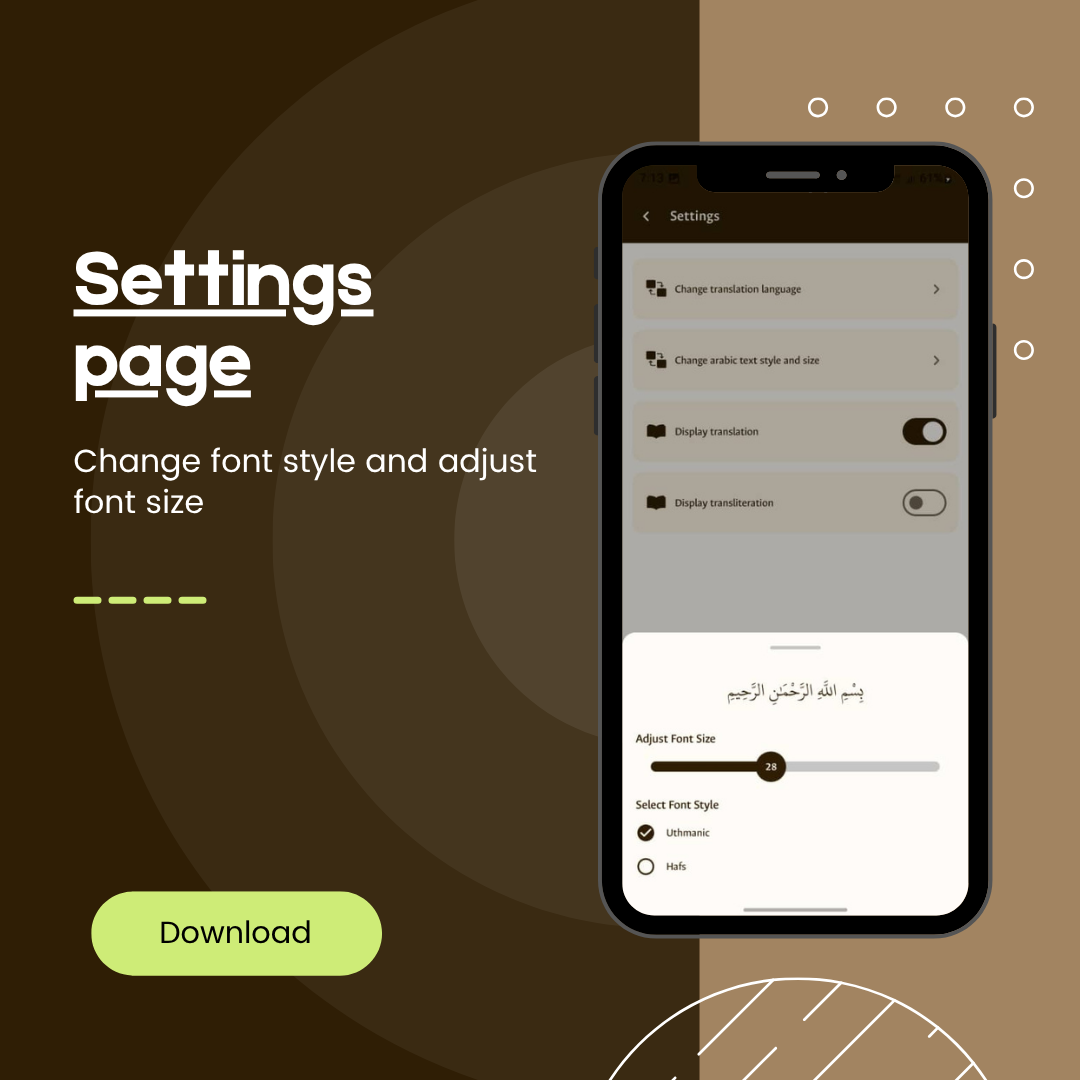 Settings
page
Change font style and adjust
font size
Download
7:13
61%
Settings
Change translation language
Change arabic text style and size
Display translation
Display transliteration
بِسْمِ اللَّهِ الرَّحْمَٰنِ الرَّحِيمِ
Adjust Font Size
28
Select Font Style
Uthmanic
Hafs